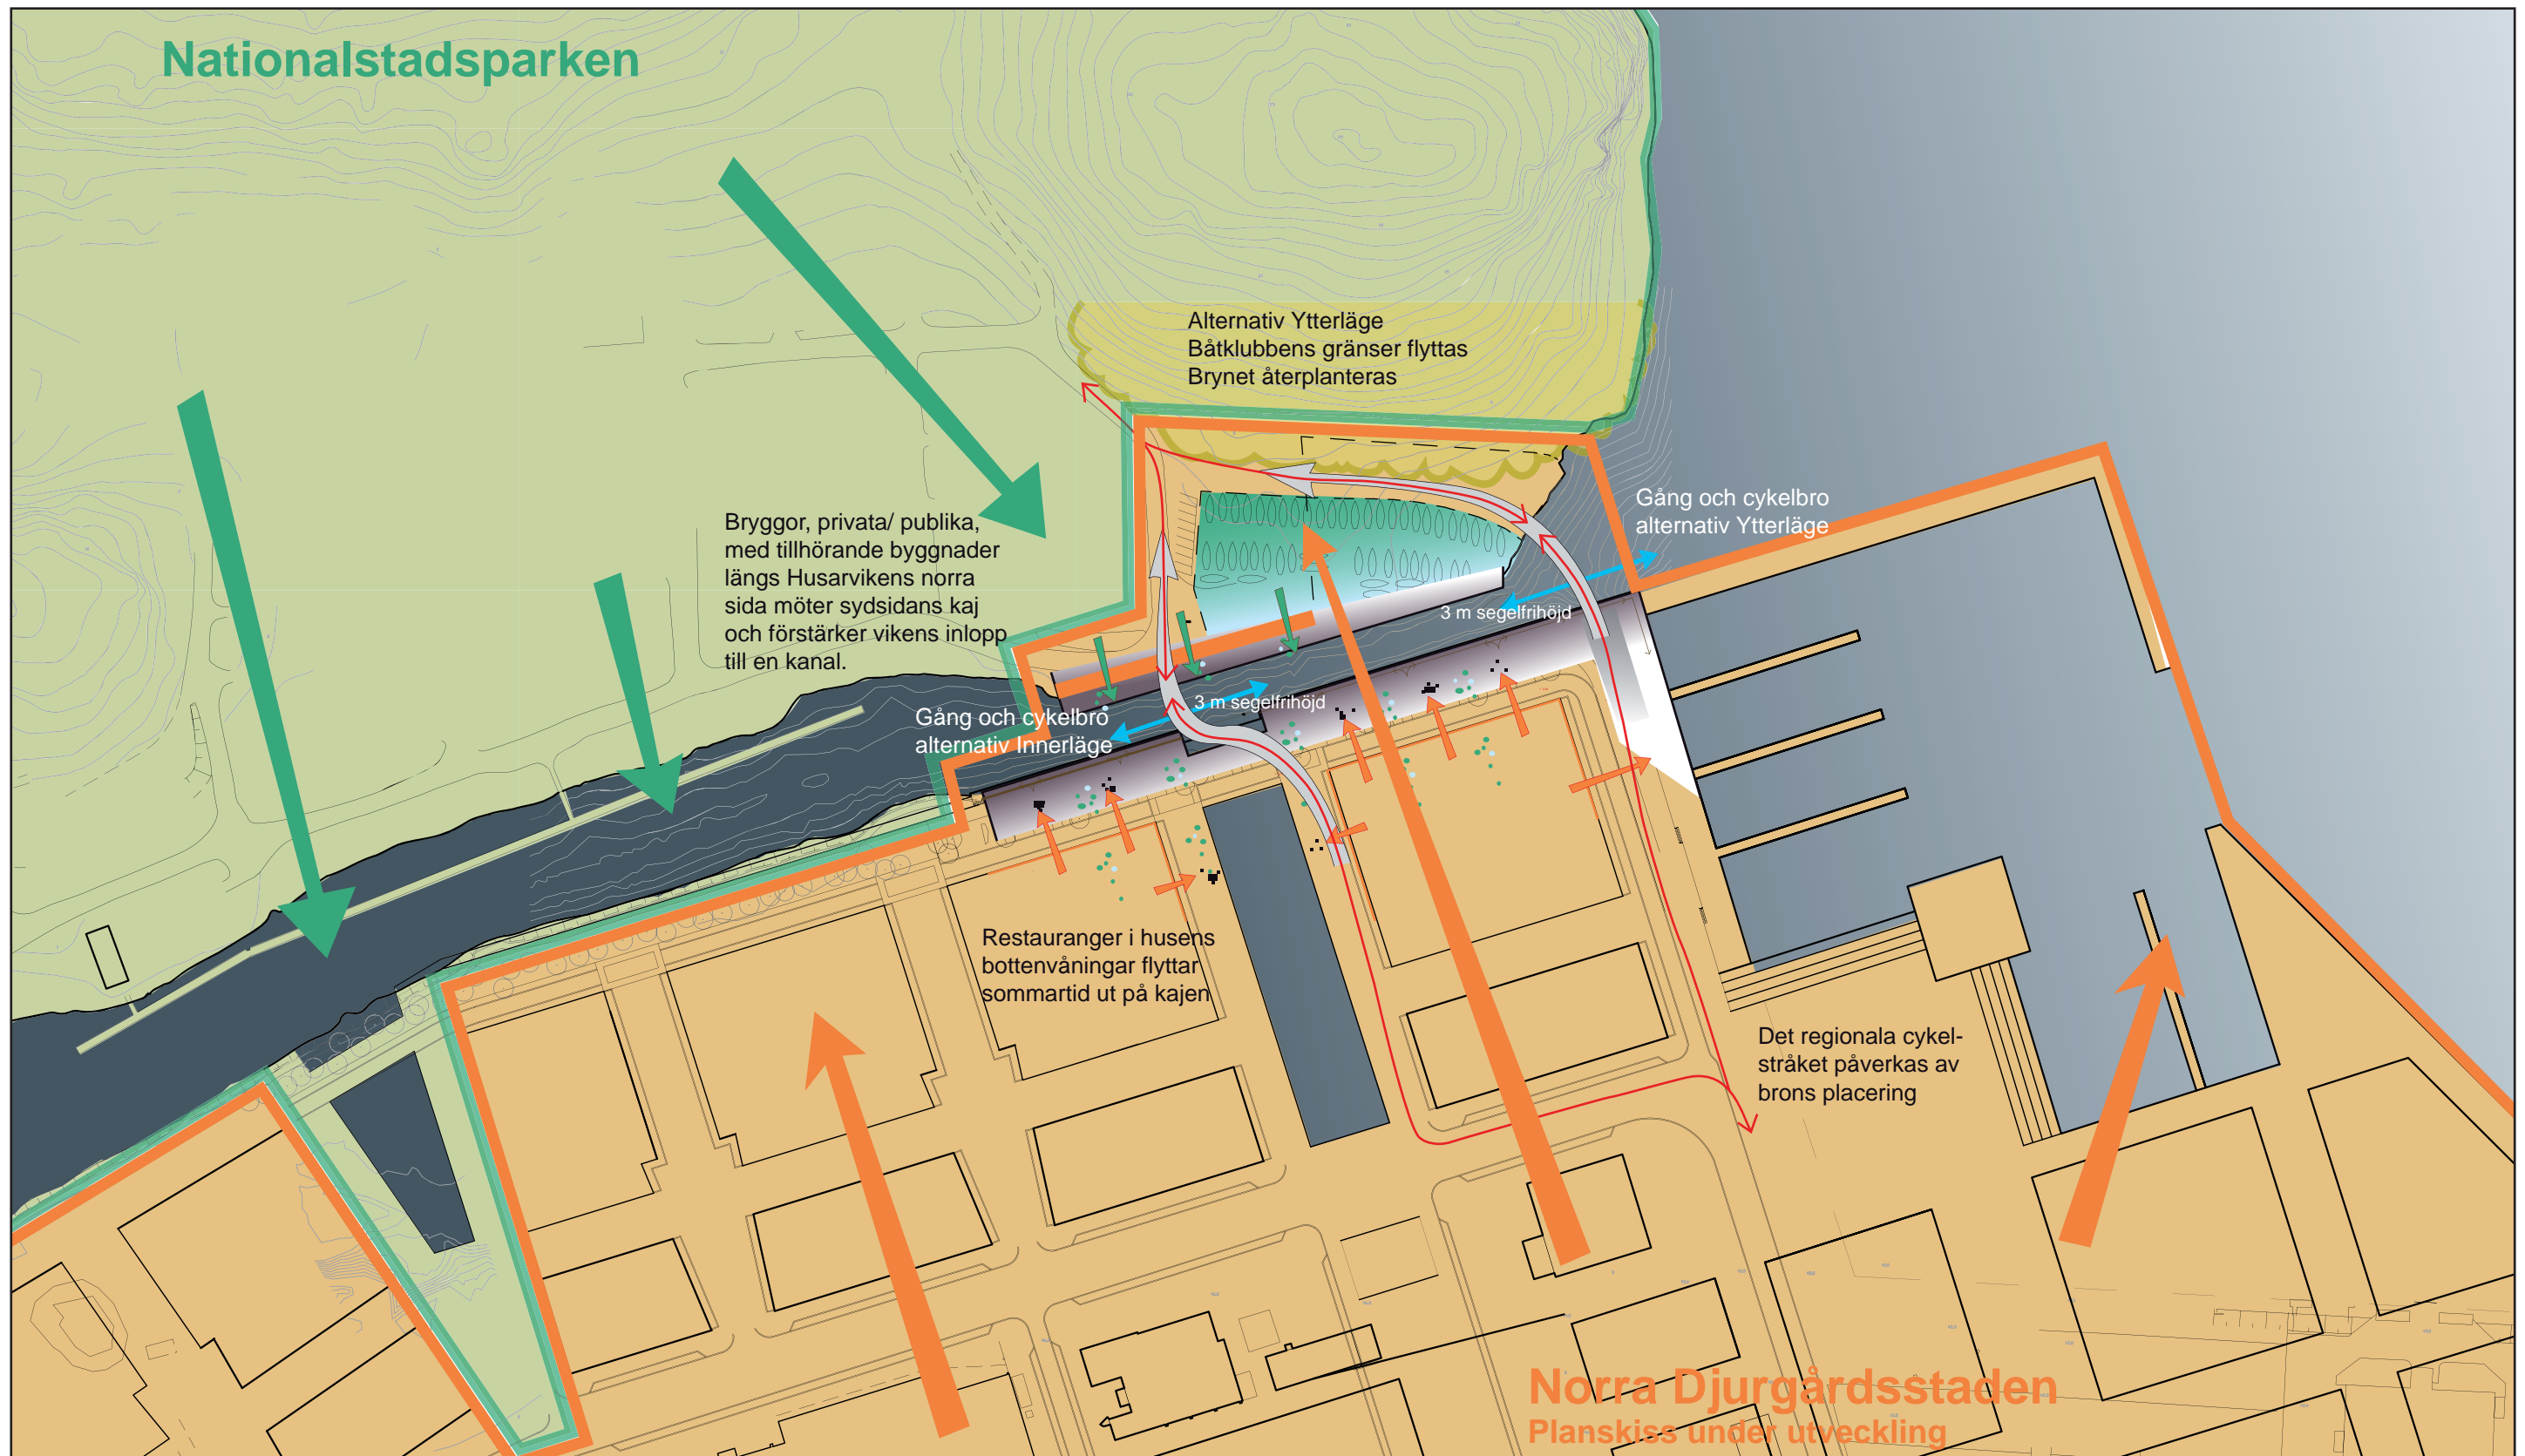 Nationalstadsparken
Alternativ Ytterläge
Båtklubbens gränser flyttas
Brynet återplanteras
Gång och cykelbro
alternativ Ytterläge
Bryggor, privata/ publika,
med tillhörande byggnader
längs Husarvikens norra
sida möter sydsidans kaj
och förstärker vikens inlopp
till en kanal.
3 m segelfrihöjd
3 m segelfrihöjd
Gång och cykelbro
alternativ Innerläge
Restauranger i husens
bottenvåningar flyttar
sommartid ut på kajen
Det regionala cykel-
stråket påverkas av
brons placering
Norra Djurgårdsstaden
Planskiss under utveckling